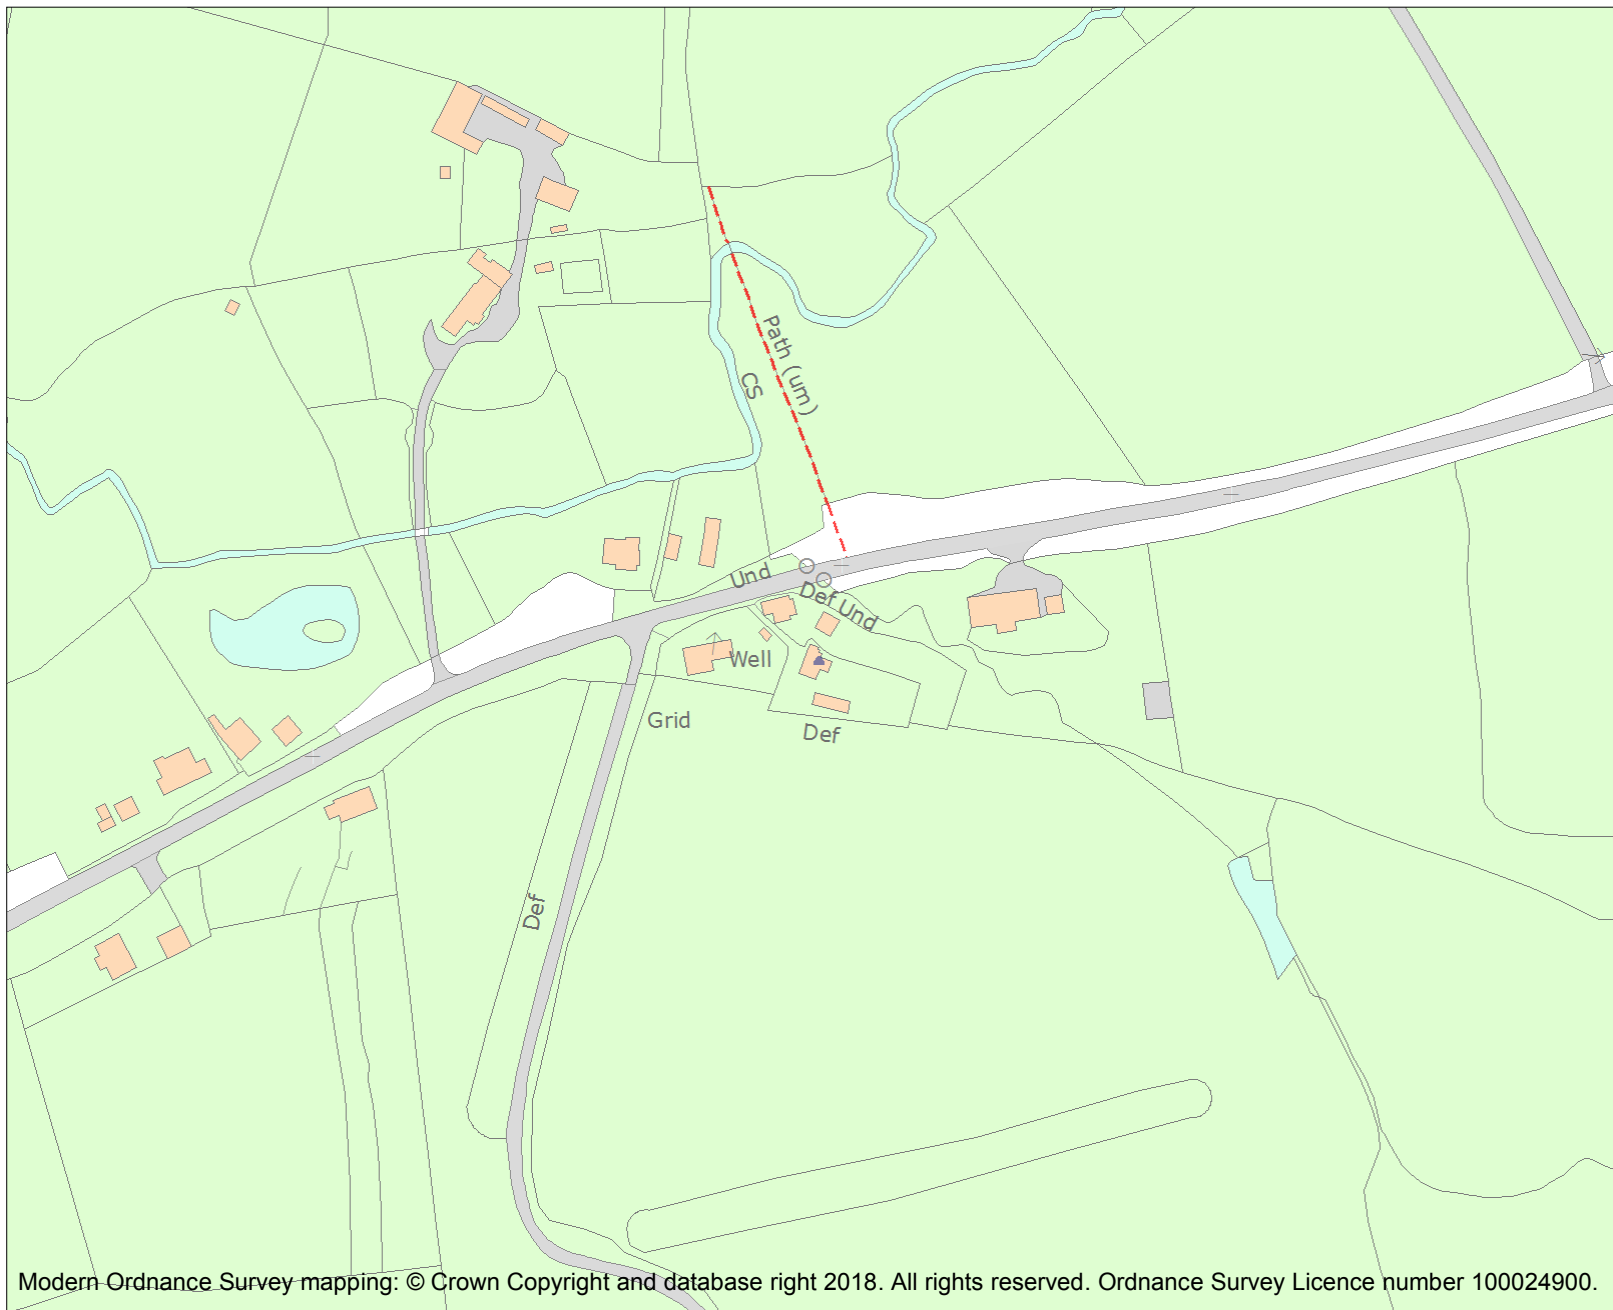 Path (um)
CS
Und
Def Und
Well
Grid
Def
Def
Modern Ordnance Survey mapping: © Crown Copyright and database right 2018. All rights reserved. Ordnance Survey Licence number 100024900.